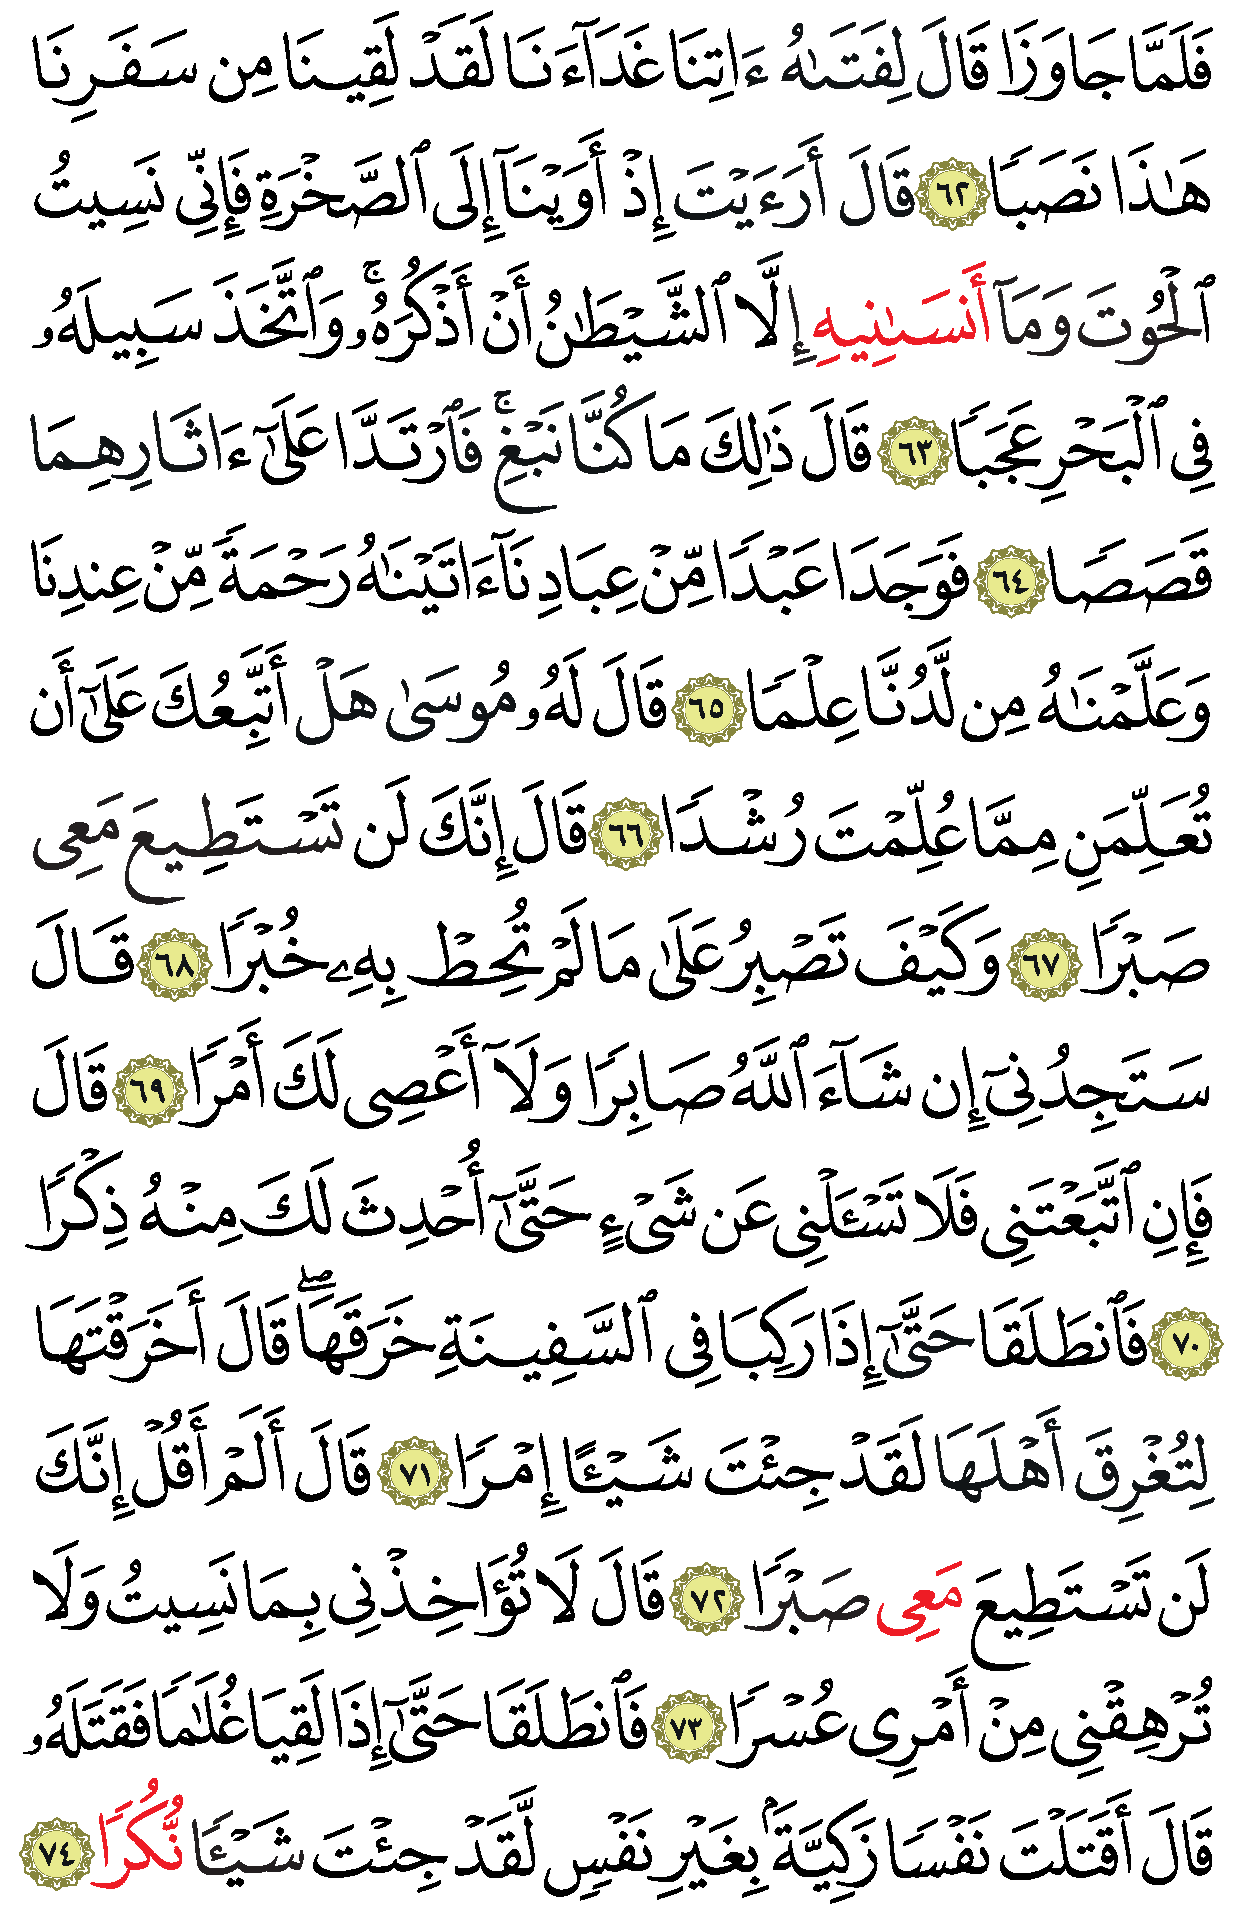 فَلَمَّا جَاوَزَا قَالَ لِفَتَىٰهُ ءَاتِنَا غَدَآءَنَا لَقَدْ لَقِينَا مِن سَفَرِنَا
هَـٰذَا نَصَبًا ٦٢ قَالَ أَرَءَيْتَ إِذْ أَوَيْنَآ إِلَى ٱلصَّخْرَةِ فَإِنِّى نَسِيتُ
ٱلْحُوتَ وَمَآ أَنسَىٰنِيهِ إِلَّا ٱلشَّيْطَـٰنُ أَنْ أَذْكُرَهُۥۚ وَٱتَّخَذَ سَبِيلَهُۥ
فِى ٱلْبَحْرِ عَجَبًا ٦٣ قَالَ ذَٰلِكَ مَا كُنَّا نَبْغِۚ فَٱرْتَدَّا عَلَىٰٓ ءَاثَارِهِمَا
قَصَصًا ٦٤ فَوَجَدَا عَبْدًا مِّنْ عِبَادِنَآ ءَاتَيْنَـٰهُ رَحْمَةً مِّنْ عِندِنَا
وَعَلَّمْنَـٰهُ مِن لَّدُنَّا عِلْمًا ٦٥ قَالَ لَهُۥ مُوسَىٰ هَلْ أَتَّبِعُكَ عَلَىٰٓ أَن
تُعَلِّمَنِ مِمَّا عُلِّمْتَ رُشْدًا ٦٦ قَالَ إِنَّكَ لَن تَسْتَطِيعَ مَعِى
صَبْرًا ٦٧ وَكَيْفَ تَصْبِرُ عَلَىٰ مَا لَمْ تُحِطْ بِهِۦ خُبْرًا ٦٨ قَالَ
سَتَجِدُنِىٓ إِن شَآءَ ٱللَّهُ صَابِرًا وَلَآ أَعْصِى لَكَ أَمْرًا ٦٩ قَالَ
فَإِنِ ٱتَّبَعْتَنِى فَلَا تَسْـَٔلْنِى عَن شَىْءٍ حَتَّىٰٓ أُحْدِثَ لَكَ مِنْهُ ذِكْرًا
٧٠ فَٱنطَلَقَا حَتَّىٰٓ إِذَا رَكِبَا فِى ٱلسَّفِينَةِ خَرَقَهَاۖ قَالَ أَخَرَقْتَهَا
لِتُغْرِقَ أَهْلَهَا لَقَدْ جِئْتَ شَيْـًٔا إِمْرًا ٧١ قَالَ أَلَمْ أَقُلْ إِنَّكَ
لَن تَسْتَطِيعَ مَعِى صَبْرًا ٧٢ قَالَ لَا تُؤَاخِذْنِى بِمَا نَسِيتُ وَلَا
تُرْهِقْنِى مِنْ أَمْرِى عُسْرًا ٧٣ فَٱنطَلَقَا حَتَّىٰٓ إِذَا لَقِيَا غُلَـٰمًا فَقَتَلَهُۥ
قَالَ أَقَتَلْتَ نَفْسًا زَكِيَّةًۢ بِغَيْرِ نَفْسٍ لَّقَدْ جِئْتَ شَيْـًٔا نُّكْرًا ٧٤